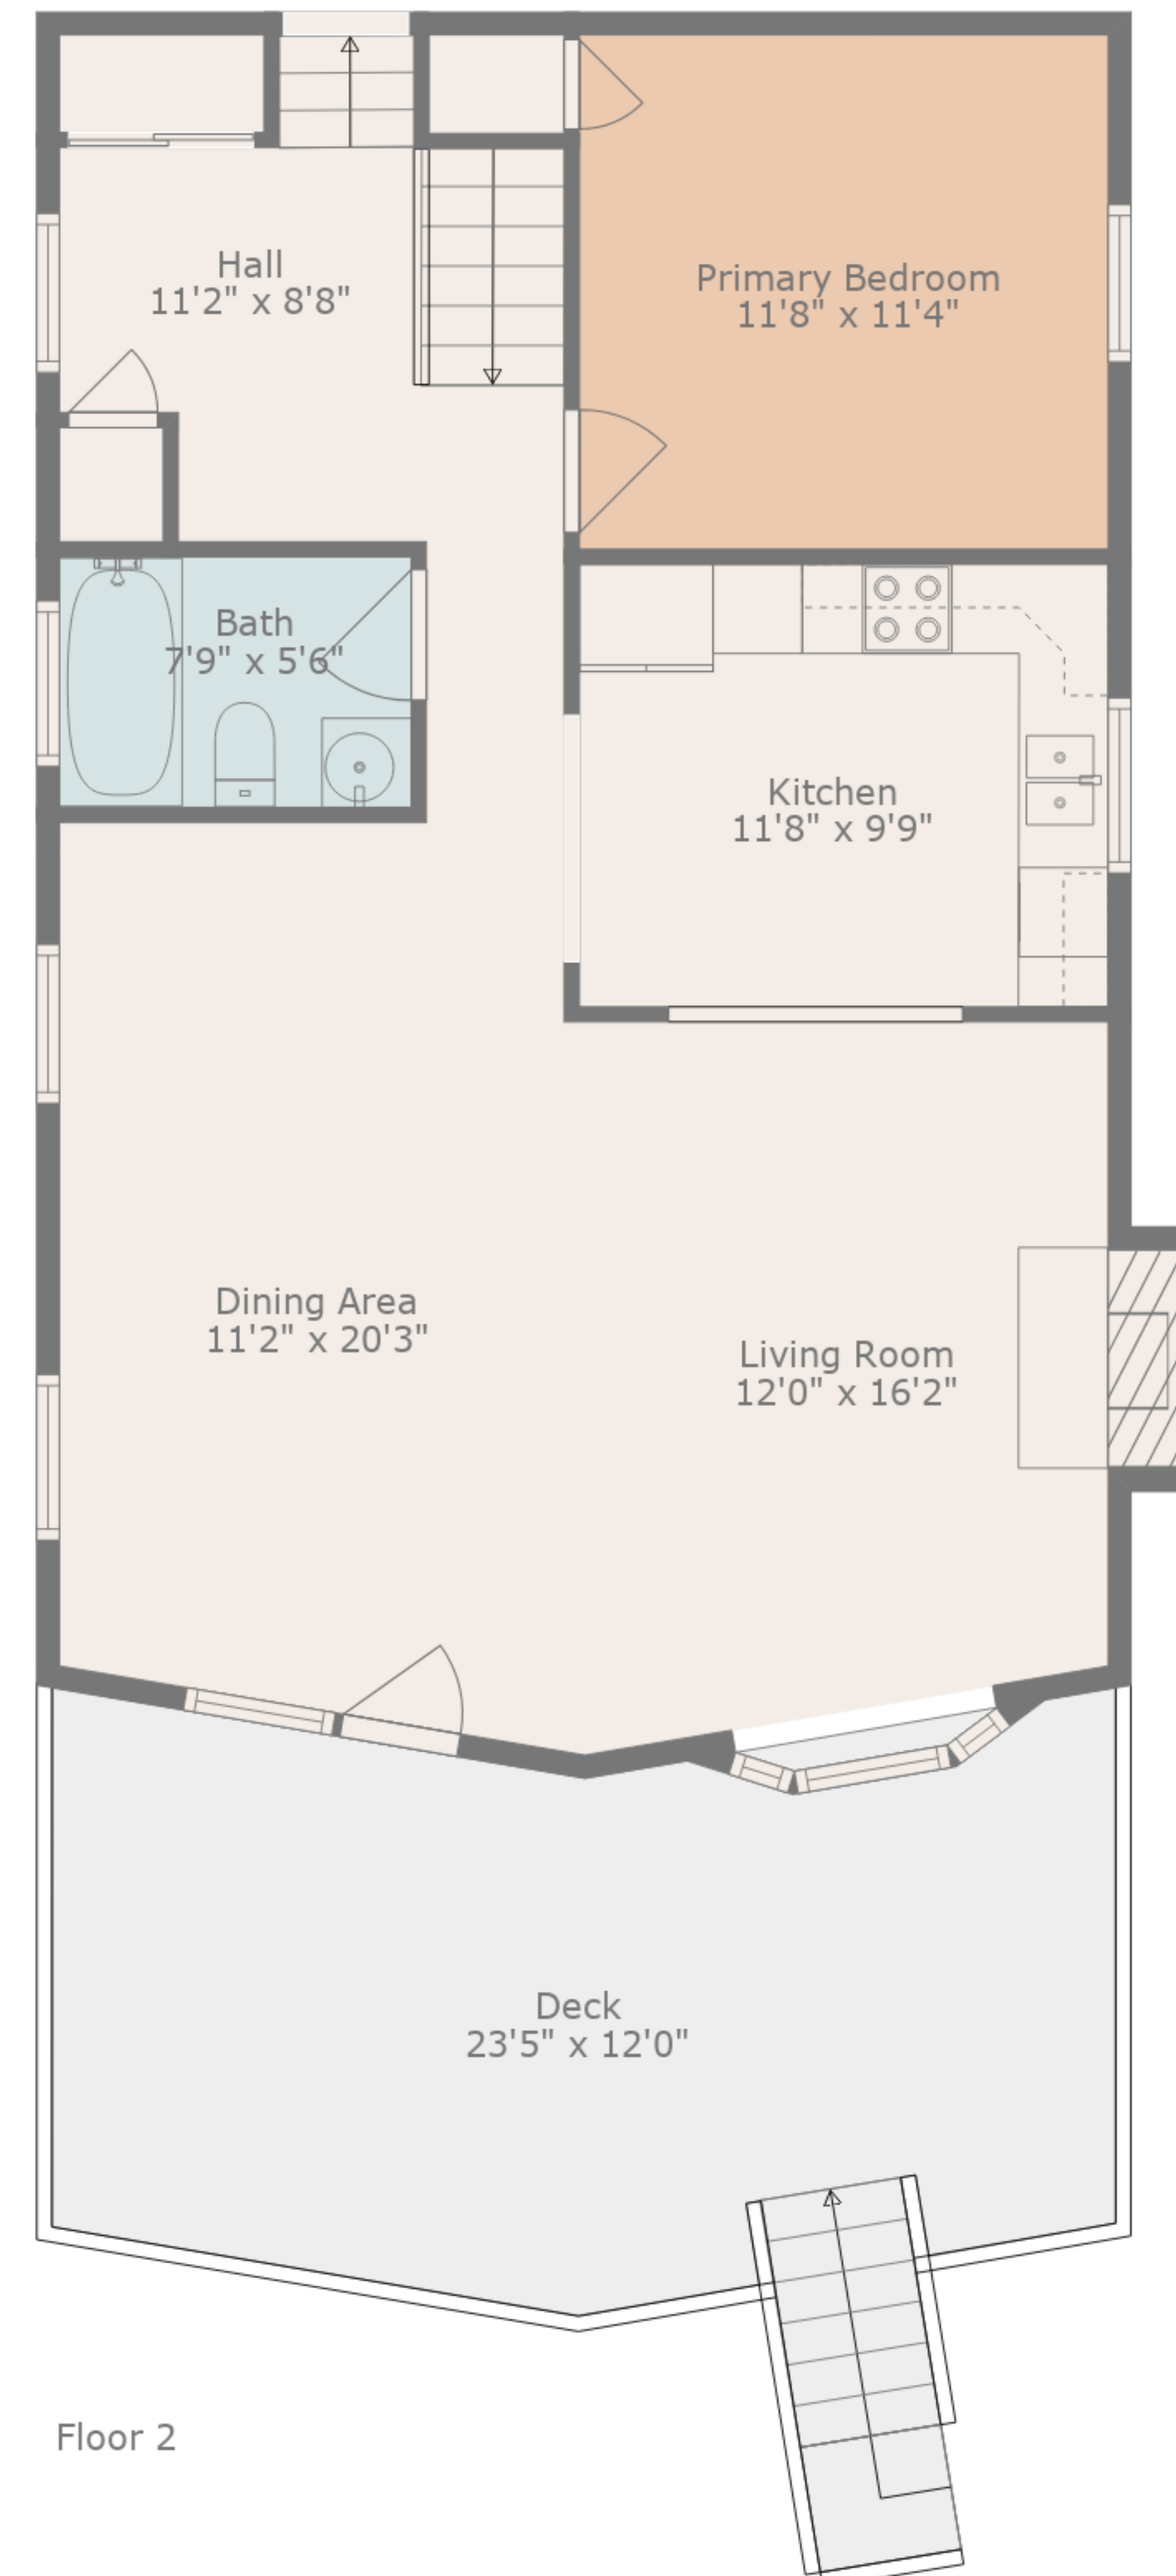 Hall
11'2" x 8'8"
Primary Bedroom
11'8" x 11'4"
Bath
7'9" x 5'6"
Kitchen
11'8" x 9'9"
Dining Area
11'2" x 20'3"
Living Room
12'0" x 16'2"
Deck
23'5" x 12'0"
Floor 2